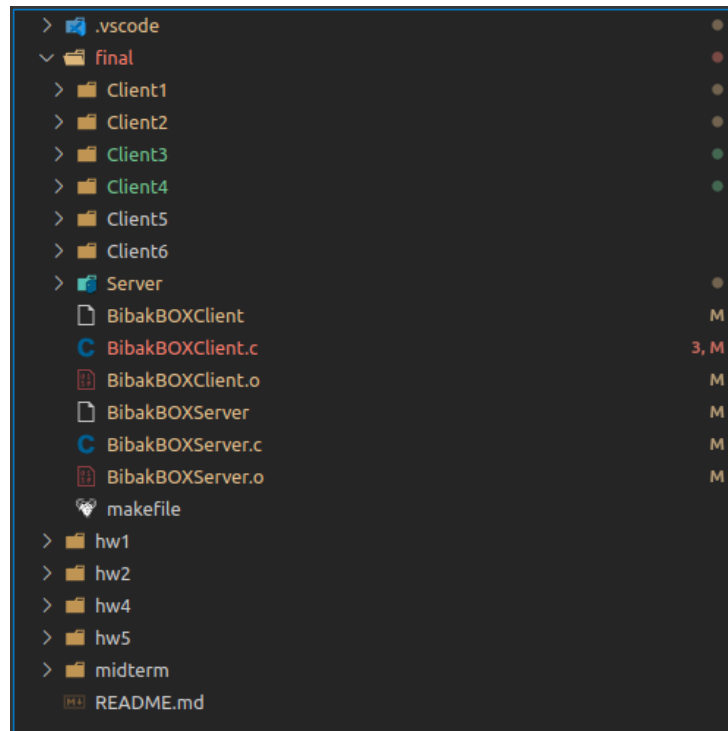 .vscode
final
Client1
Client2
Client3
Client4
Client5
Client6
Server
BibakBOXClient M
C BibakBOXClient.c 3, M
BibakBOXClient.o M
BibakBOXServer M
C BibakBOXServer.c M
BibakBOXServer.o M
makefile
hw1
hw2
hw4
hw5
midterm
README.md